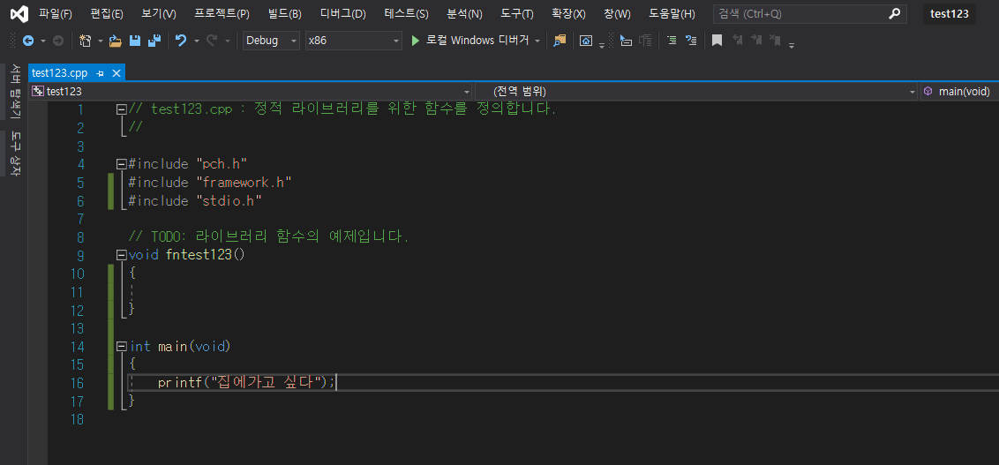 파일(F) 편집(E) 보기(V) 프로젝트(P) 빌드(B) 디버그(D) 테스트(S) 분석(N) 도구(T) 확장(X) 창(W) 도움말(H) 검색 (Ctrl+Q) test123
Debug x86 로컬 Windows 디버거
서버 탐색기
도구 상자
test123.cpp
test123 (전역 범위) main(void)
1 // test123.cpp : 정적 라이브러리를 위한 함수를 정의합니다.
2 //
3
4 #include "pch.h"
5 #include "framework.h"
6 #include "stdio.h"
7
8 // TODO: 라이브러리 함수의 예제입니다.
9 void fntest123()
10 {
11
12 }
13
14 int main(void)
15 {
16 printf("집에가고 싶다");
17 }
18